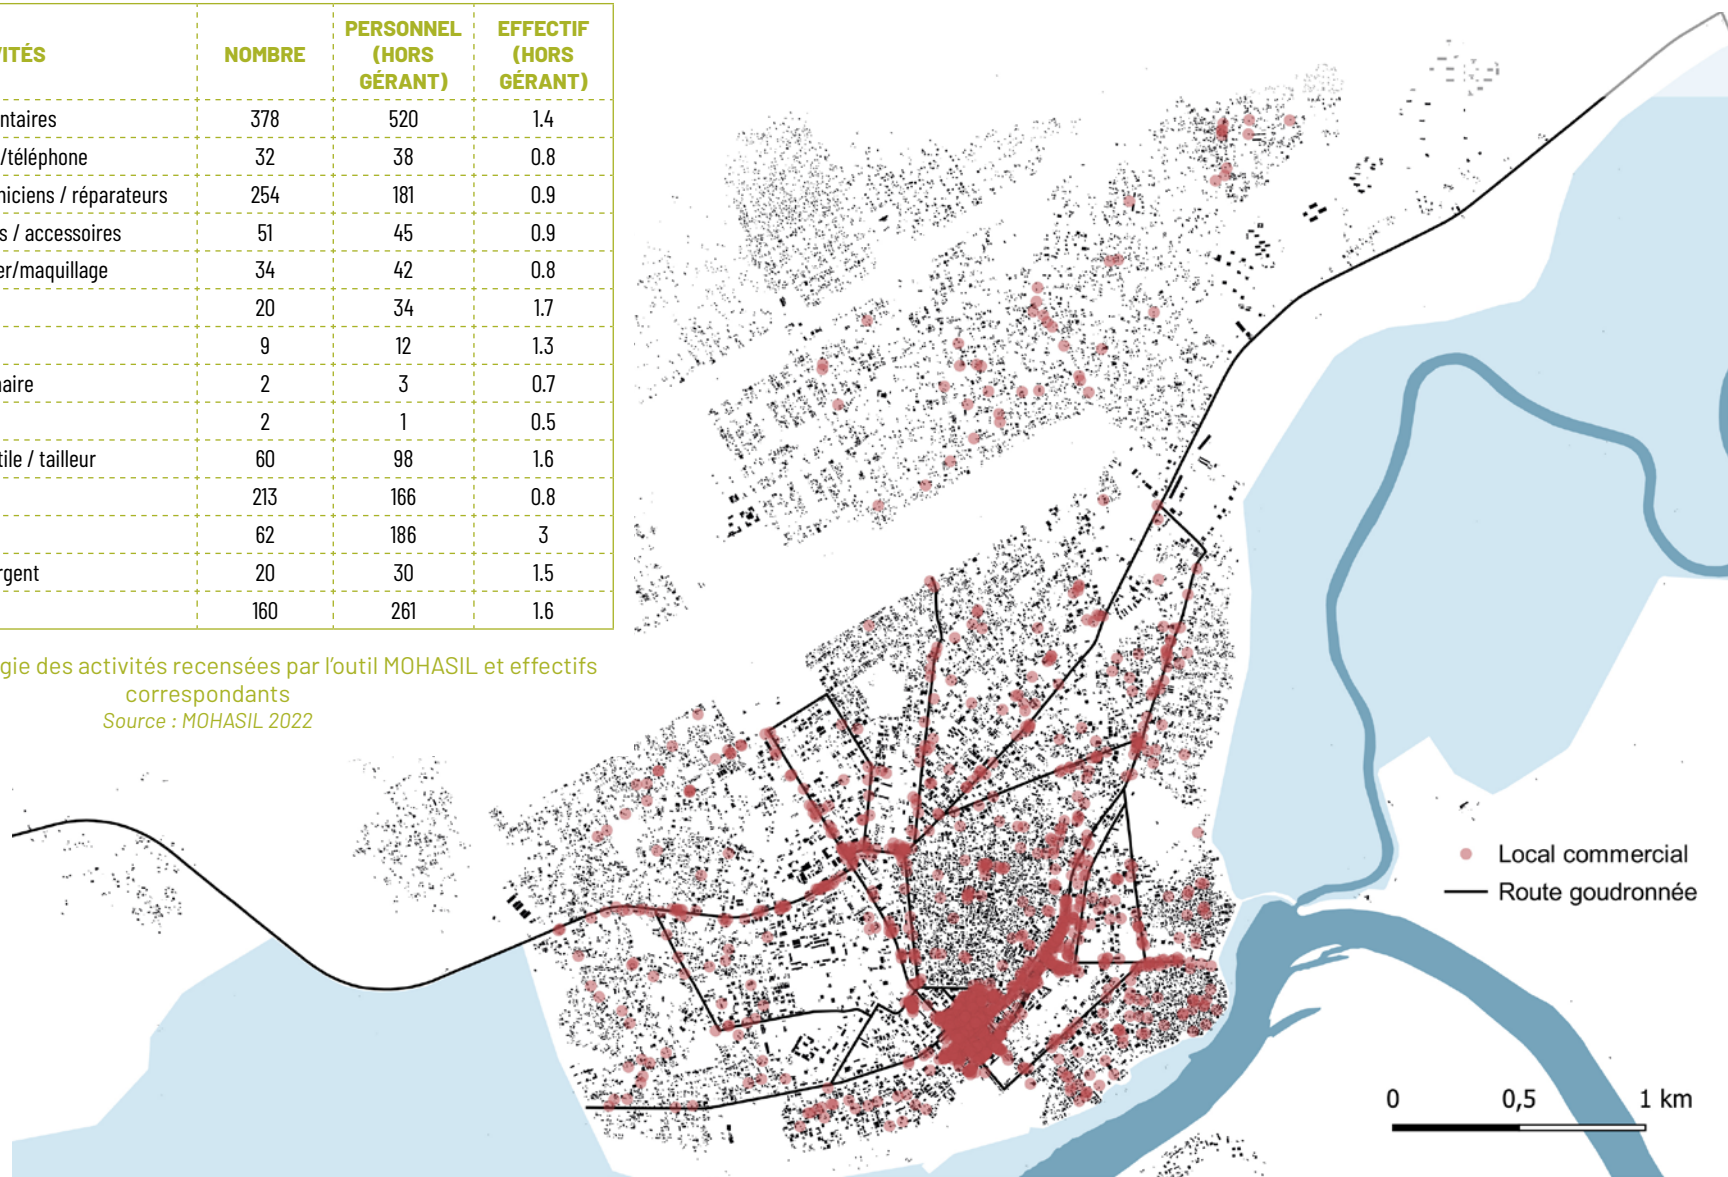 VITÉS NOMBRE PERSONNEL (HORS GÉRANT) EFFECTIF (HORS GÉRANT)
ntaires 378 520 1.4
/téléphone 32 38 0.8
niciens / réparateurs 254 181 0.9
s / accessoires 51 45 0.9
er/maquillage 34 42 0.8
20 34 1.7
9 12 1.3
naire 2 3 0.7
2 1 0.5
tile / tailleur 60 98 1.6
213 166 0.8
62 186 3
rgent 20 30 1.5
160 261 1.6
gie des activités recensées par l'outil MOHASIL et effectifs
correspondants
Source : MOHASIL 2022
Local commercial
Route goudronnée
0 0,5 1 km